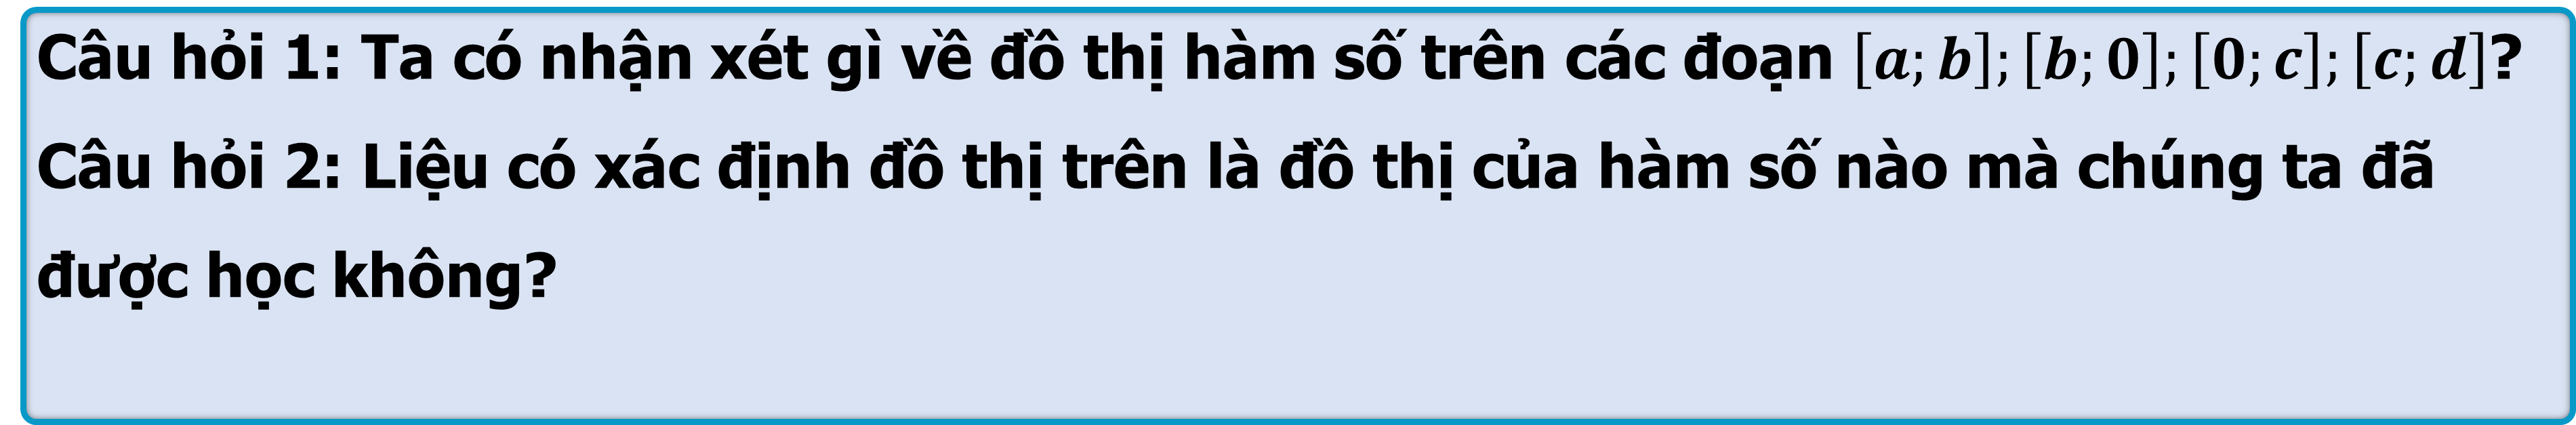 Câu hỏi 1: Ta có nhận xét gì về đồ thị hàm số trên các đoạn [a; b]; [b; 0]; [0; c]; [c; d]?
Câu hỏi 2: Liệu có xác định đồ thị trên là đồ thị của hàm số nào mà chúng ta đã
được học không?